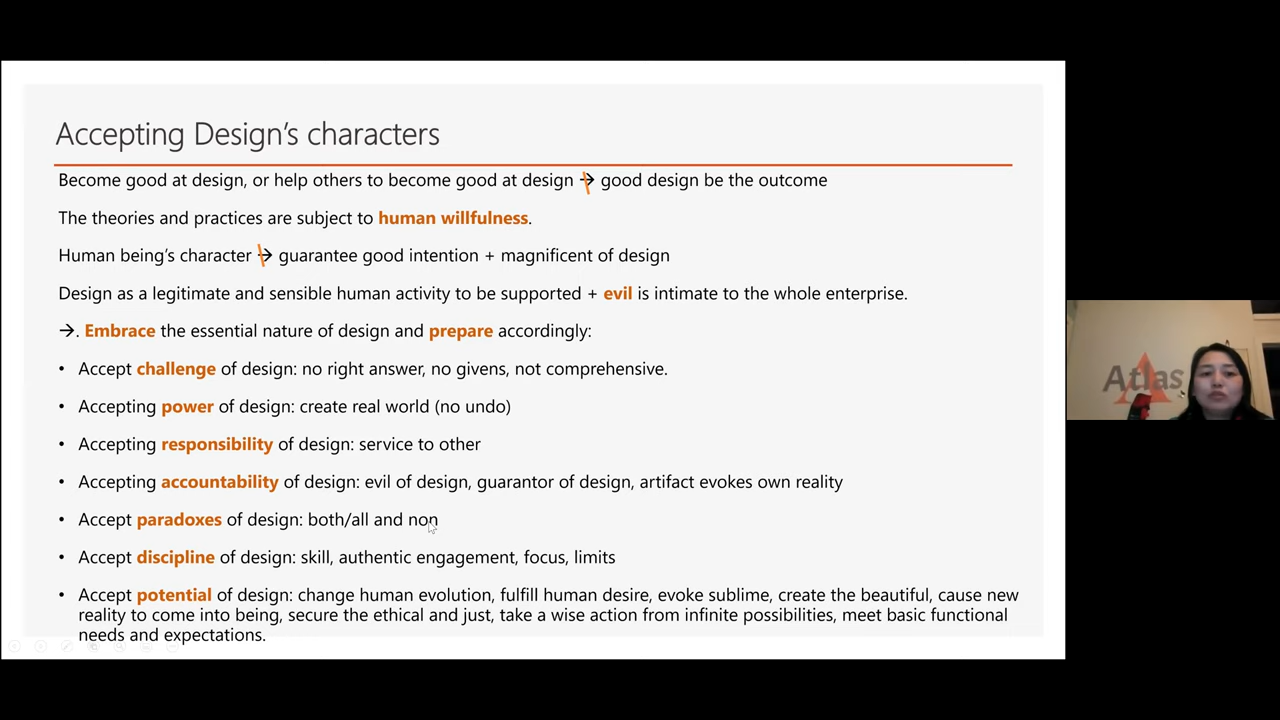 Accepting Design's characters
Become good at design, or help others to become good at design → good design be the outcome
The theories and practices are subject to human willfulness.
Human being's character → guarantee good intention + magnificent of design
Design as a legitimate and sensible human activity to be supported + evil is intimate to the whole enterprise.
→. Embrace the essential nature of design and prepare accordingly:
• Accept challenge of design: no right answer, no givens, not comprehensive.
• Accepting power of design: create real world (no undo)
• Accepting responsibility of design: service to other
• Accepting accountability of design: evil of design, guarantor of design, artifact evokes own reality
• Accept paradoxes of design: both/all and non
• Accept discipline of design: skill, authentic engagement, focus, limits
• Accept potential of design: change human evolution, fulfill human desire, evoke sublime, create the beautiful, cause new
reality to come into being, secure the ethical and just, take a wise action from infinite possibilities, meet basic functional
needs and expectations.
Atlas